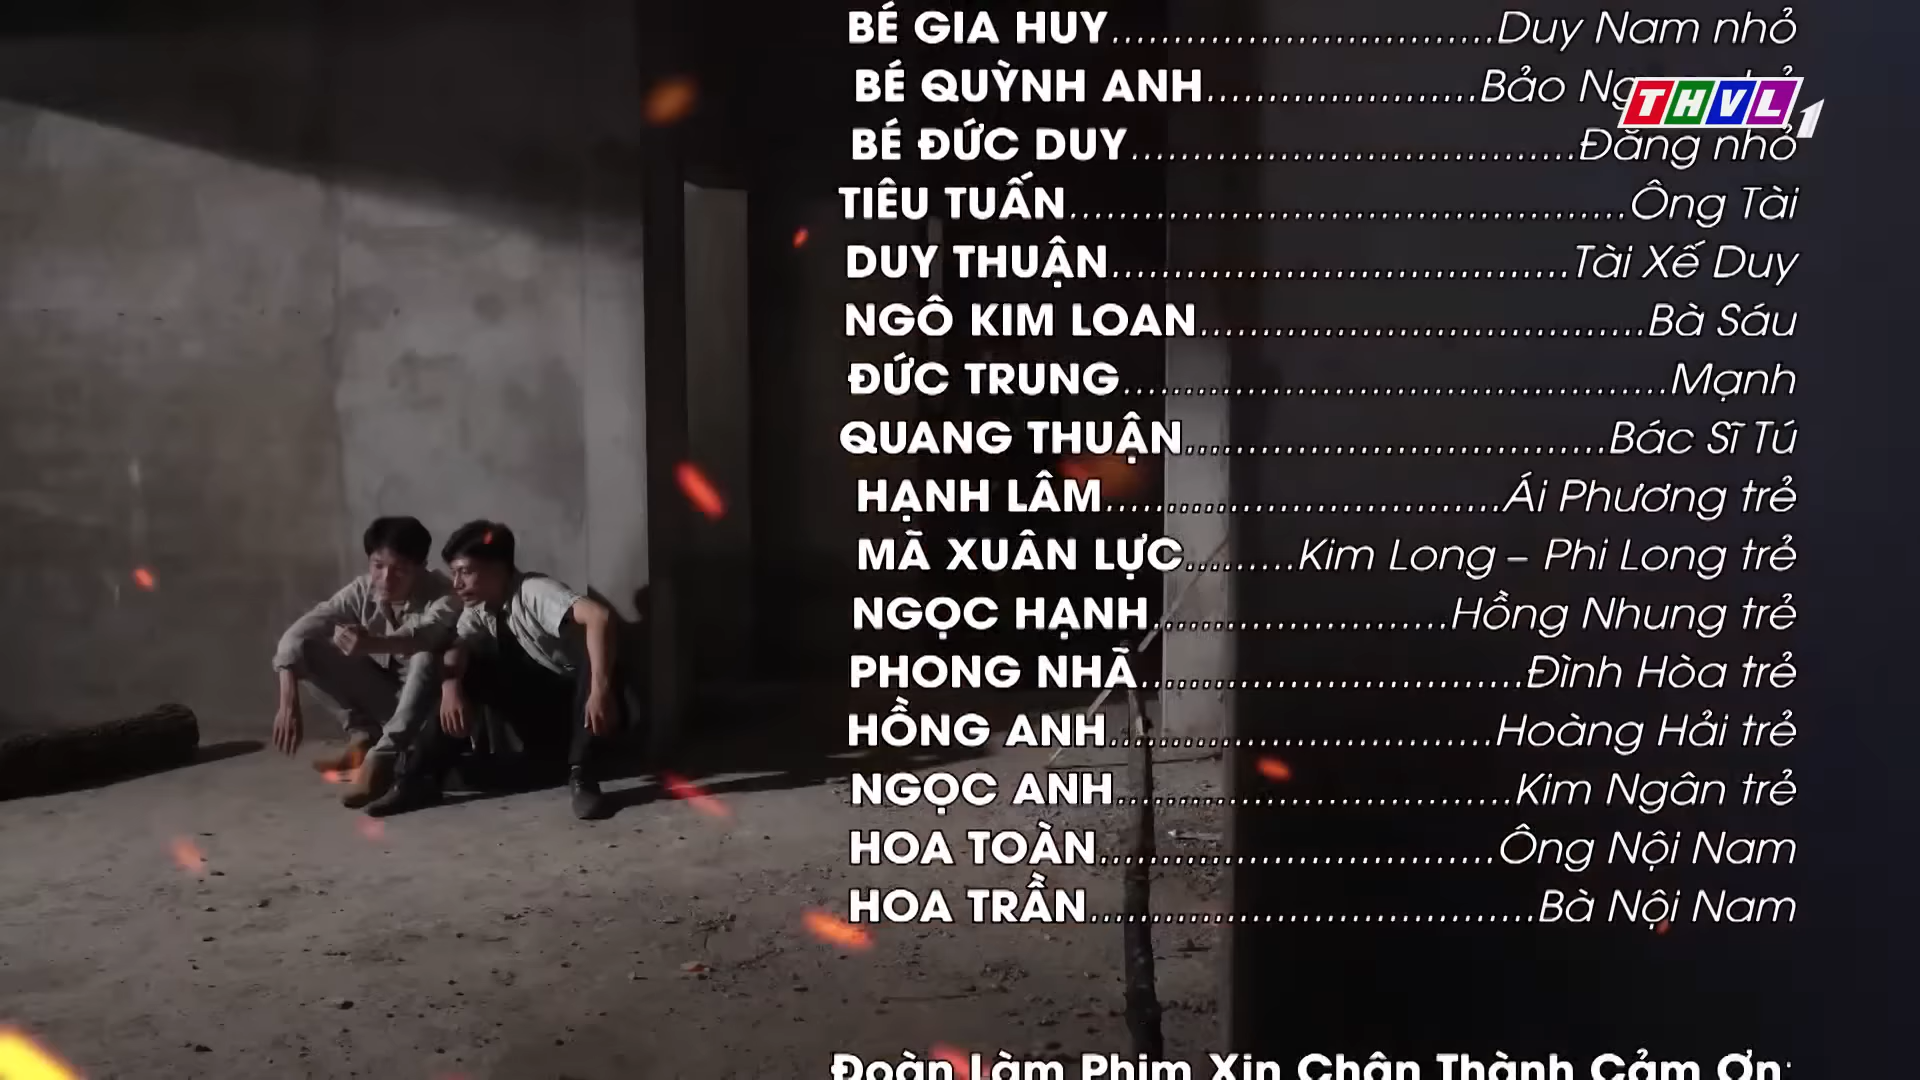 BÉ GIA HUY..............................Duy Nam nhỏ
BÉ QUỲNH ANH......................Bảo
THVL1
BÉ ĐỨC DUY...................................Đăng nhỏ
TIÊU TUẤN............................................Ông Tài
DUY THUẬN....................................Tài Xế Duy
NGÔ KIM LOAN...................................Bà Sáu
ĐỨC TRUNG...........................................Mạnh
QUANG THUẬN.................................Bác Sĩ Tú
HẠNH LÂM...............................Ái Phương trẻ
MÃ XUÂN LỰC.........Kim Long – Phi Long trẻ
NGỌC HẠNH.......................Hồng Nhung trẻ
PHONG NHÃ..............................Đình Hòa trẻ
HỒNG ANH..............................Hoàng Hải trẻ
NGỌC ANH...............................Kim Ngân trẻ
HOA TOÀN...............................Ông Nội Nam
HOA TRẦN...................................Bà Nội Nam
Đoàn Làm Phim Xin Chân Thành Cảm Ơn: